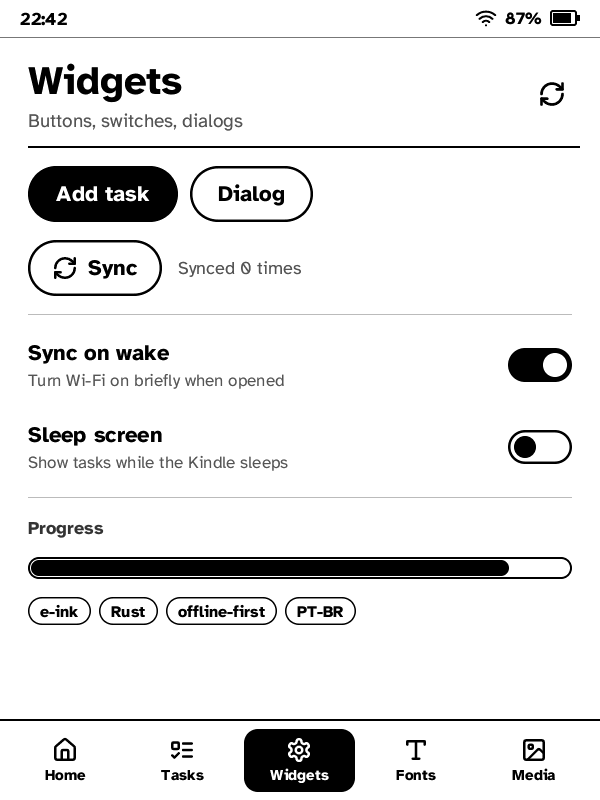 22:42
87%
Widgets
Buttons, switches, dialogs
Add task
Dialog
Sync
Synced 0 times
Sync on wake
Turn Wi-Fi on briefly when opened
Sleep screen
Show tasks while the Kindle sleeps
Progress
e-ink
Rust
offline-first
PT-BR
Home
Tasks
Widgets
Fonts
Media